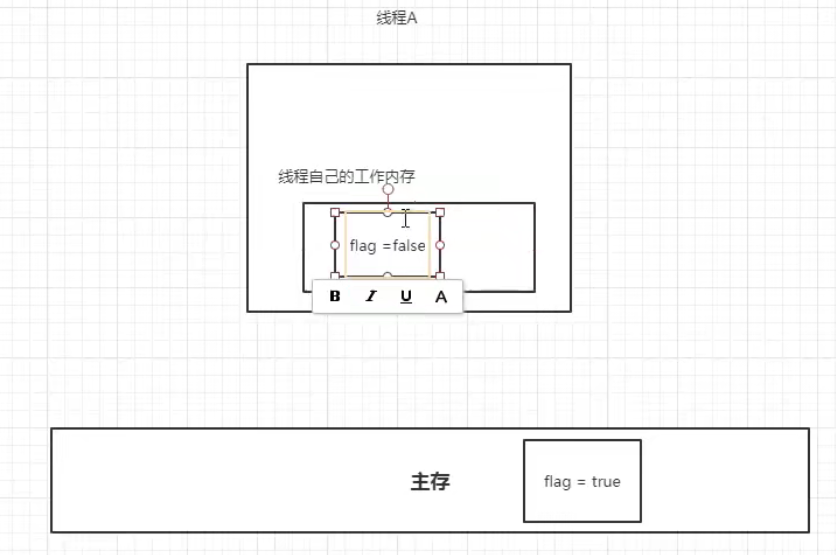 线程A
线程自己的工作内存
flag =false
B I U A
主存
flag = true